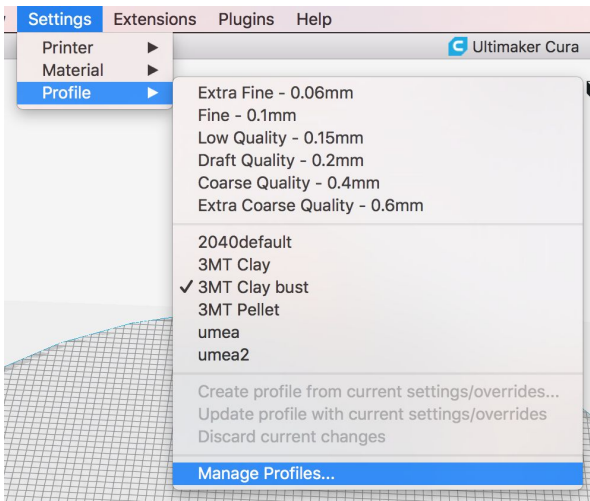 Settings Extensions Plugins Help
Ultimaker Cura
Printer
Material
Profile
Extra Fine - 0.06mm
Fine - 0.1mm
Low Quality - 0.15mm
Draft Quality - 0.2mm
Coarse Quality - 0.4mm
Extra Coarse Quality - 0.6mm
2040default
3MT Clay
3MT Clay bust
3MT Pellet
umea
umea2
Create profile from current settings/overrides...
Update profile with current settings/overrides
Discard current changes
Manage Profiles...